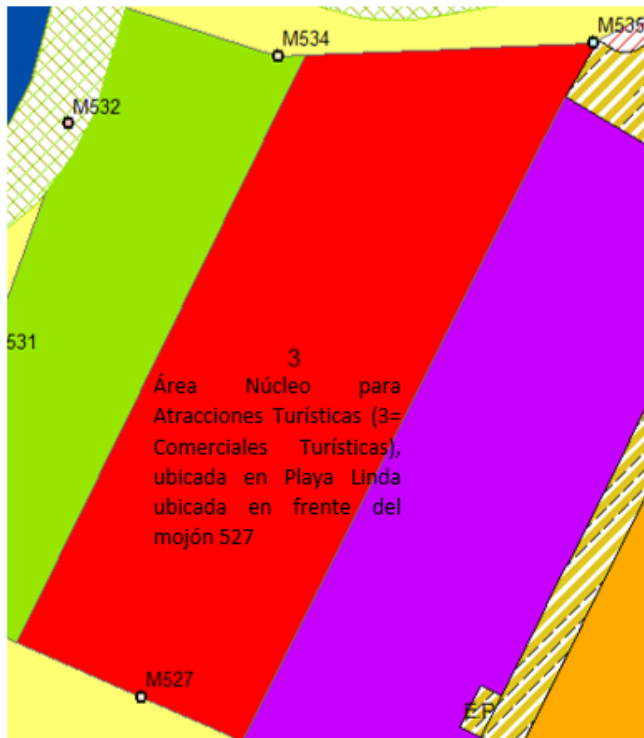 M534
M535
M532
531
3
Área Núcleo para
Atracciones Turísticas (3=
Comerciales Turísticas),
ubicada en Playa Linda
ubicada en frente del
mojón 527
M527
EP